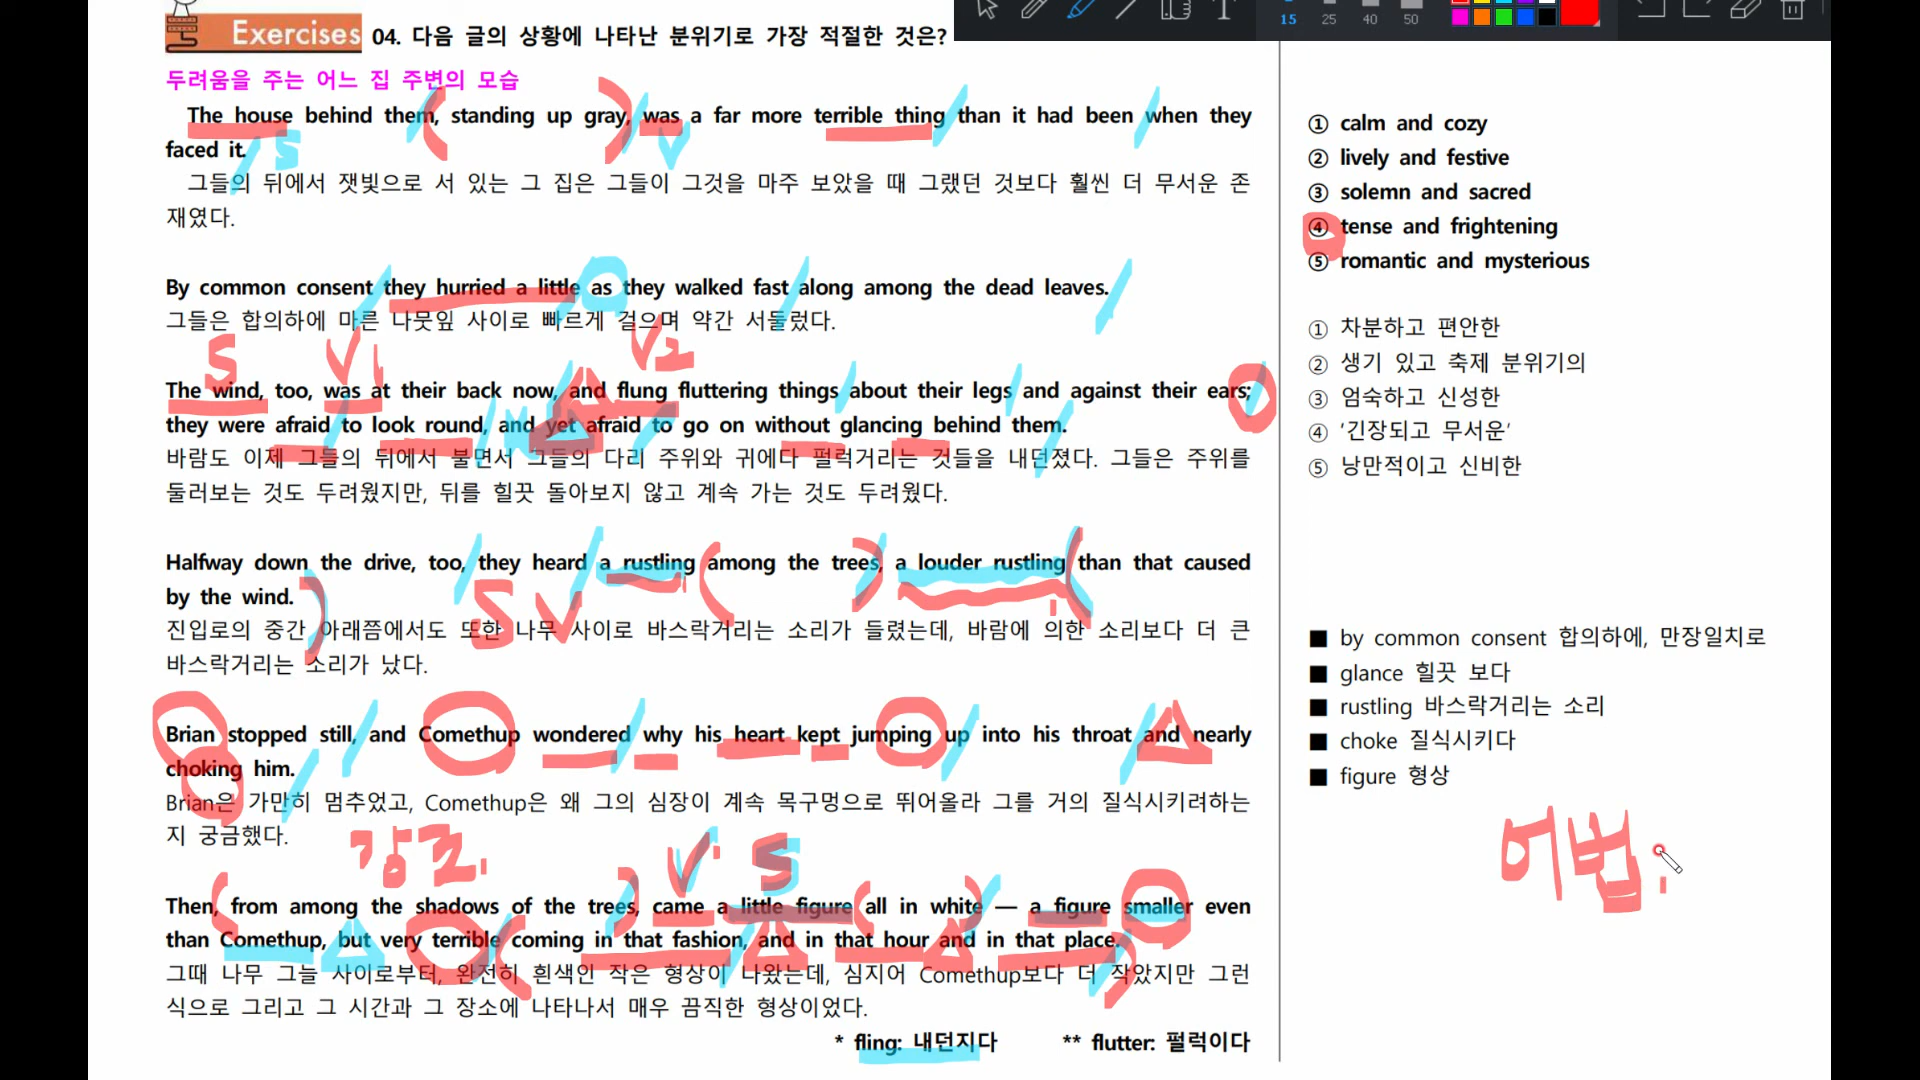 15 25 40 50
Exercises 04. 다음 글의 상황에 나타난 분위기로 가장 적절한 것은?
두려움을 주는 어느 집 주변의 모습
The house behind them, standing up gray, was a far more terrible thing than it had been when they
faced it.
S V
그들의 뒤에서 잿빛으로 서 있는 그 집은 그들이 그것을 마주 보았을 때 그랬던 것보다 훨씬 더 무서운 존
재였다.
By common consent they hurried a little as they walked fast along among the dead leaves.
그들은 합의하에 마른 나뭇잎 사이로 빠르게 걸으며 약간 서둘렀다.
S V1 V2
The wind, too, was at their back now, and flung fluttering things about their legs and against their ears;
they were afraid to look round, and yet afraid to go on without glancing behind them.
바람도 이제 그들의 뒤에서 불면서 그들의 다리 주위와 귀에다 펄럭거리는 것들을 내던졌다. 그들은 주위를
둘러보는 것도 두려웠지만, 뒤를 힐끗 돌아보지 않고 계속 가는 것도 두려웠다.
Halfway down the drive, too, they heard a rustling among the trees, a louder rustling than that caused
by the wind.
S V
진입로의 중간 아래쯤에서도 또한 나무 사이로 바스락거리는 소리가 들렸는데, 바람에 의한 소리보다 더 큰
바스락거리는 소리가 났다.
Brian stopped still, and Comethup wondered why his heart kept jumping up into his throat and nearly
choking him.
Brian은 가만히 멈추었고, Comethup은 왜 그의 심장이 계속 목구멍으로 뛰어올라 그를 거의 질식시키려하는
지 궁금했다.
강조. V S
Then, from among the shadows of the trees, came a little figure all in white — a figure smaller even
than Comethup, but very terrible coming in that fashion, and in that hour and in that place.
그때 나무 그늘 사이로부터, 완전히 흰색인 작은 형상이 나왔는데, 심지어 Comethup보다 더 작았지만 그런
식으로 그리고 그 시간과 그 장소에 나타나서 매우 끔직한 형상이었다.
* fling: 내던지다 ** flutter: 펄럭이다
① calm and cozy
② lively and festive
③ solemn and sacred
④ tense and frightening
⑤ romantic and mysterious
① 차분하고 편안한
② 생기 있고 축제 분위기의
③ 엄숙하고 신성한
④ '긴장되고 무서운'
⑤ 낭만적이고 신비한
■ by common consent 합의하에, 만장일치로
■ glance 힐끗 보다
■ rustling 바스락거리는 소리
■ choke 질식시키다
■ figure 형상
어법.